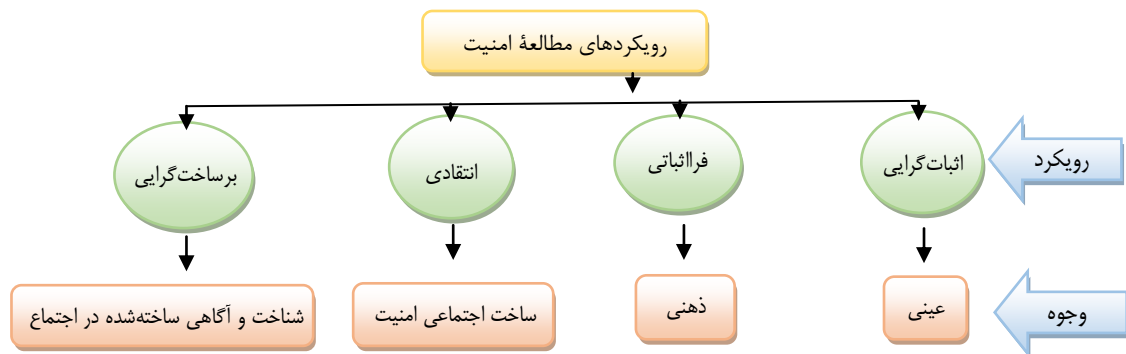 رویکردهای مطالعۀ امنیت
رویکرد
اثبات‌گرایی
فرااثباتی
انتقادی
برساخت‌گرایی
وجوه
عینی
ذهنی
ساخت اجتماعی امنیت
شناخت و آگاهی ساخته‌شده در اجتماع